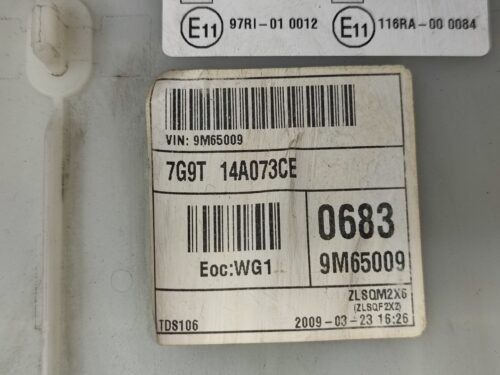 E11 97RI-01 0012 E11 116RA-00 0084
VIN: 9M65009
7G9T 14A073CE
0683
Eoc:WG1
9M65009
ZLSQM2X6
(ZLSQF2XZ)
TDS106 2009-03-23 16:26